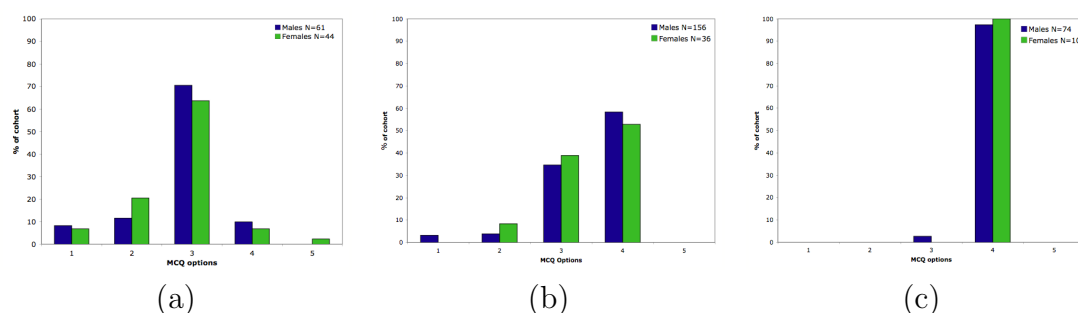 100
90
80
70
60
50
40
30
20
10
0
% of cohort
Males N=61
Females N=44
1 2 3 4 5
MCQ options
(a)
100
90
80
70
60
50
40
30
20
10
0
% of cohort
Males N=156
Females N=36
1 2 3 4 5
MCQ Options
(b)
100
90
80
70
60
50
40
30
20
10
0
% of cohort
Males N=74
Females N=10
1 2 3 4 5
MCQ Options
(c)